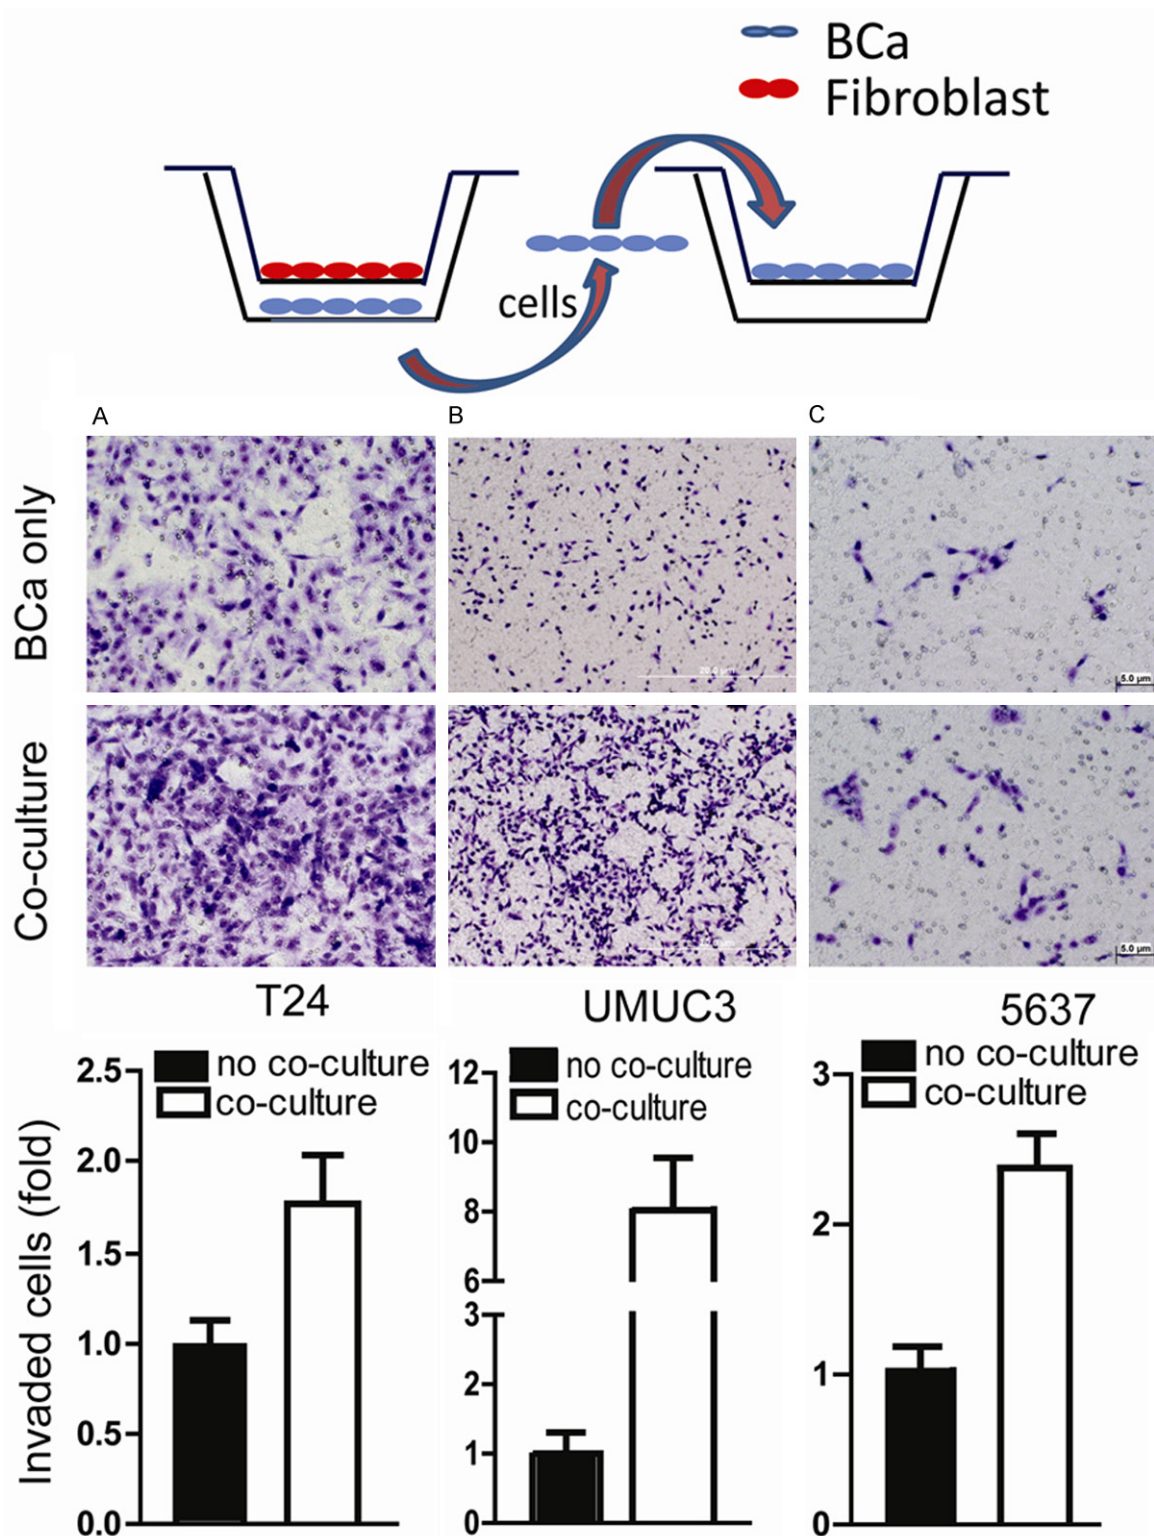 BCa
Fibroblast
cells
A
B
C
BCa only
20.0 µm
5.0 µm
Co-culture
5.0 µm
T24
UMUC3
5637
Invaded cells (fold)
no co-culture
co-culture
2.5
2.0
1.5
1.0
0.5
0.0
no co-culture
co-culture
12
10
8
6
3
2
1
0
no co-culture
co-culture
3
2
1
0